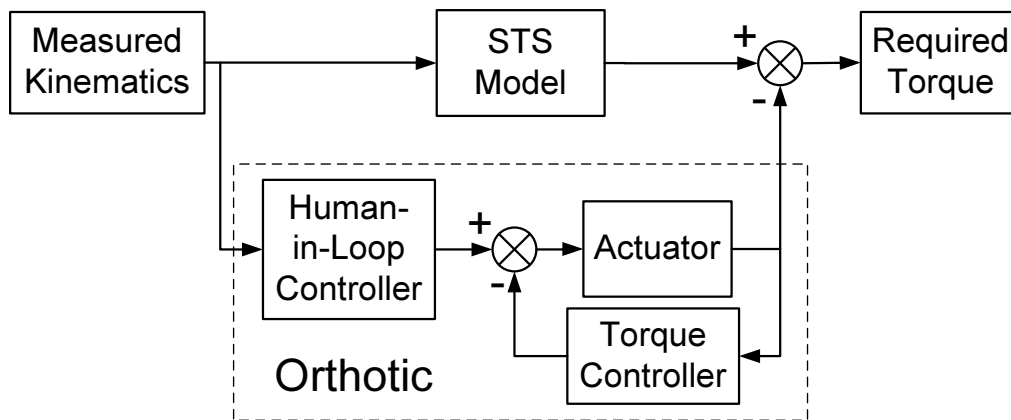 Measured
Kinematics
STS
Model
+
-
Required
Torque
Human-
in-Loop
Controller
+
-
Actuator
Torque
Controller
Orthotic